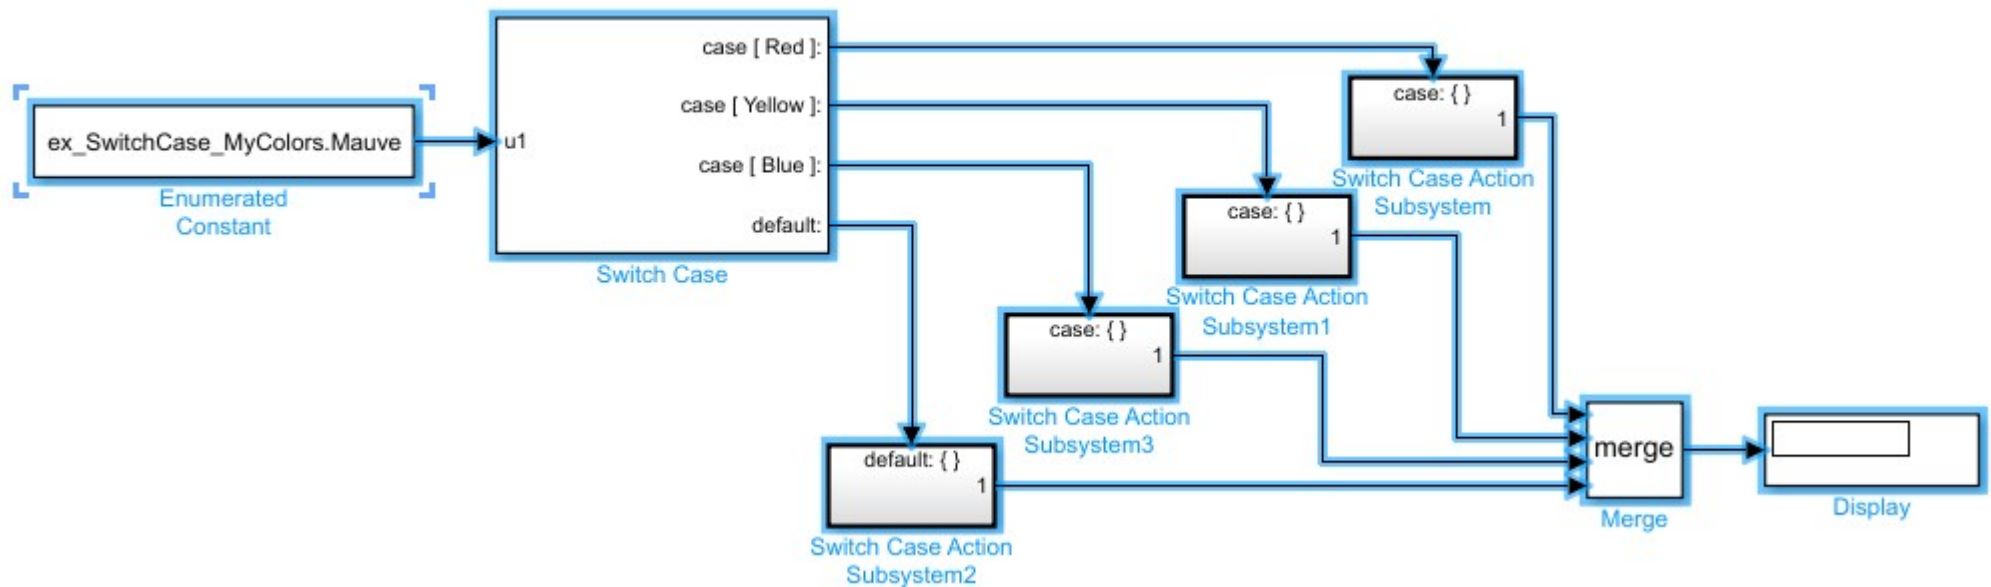 ex_SwitchCase_MyColors.Mauve
Enumerated
Constant
u1
case [ Red ]:
case [ Yellow ]:
case [ Blue ]:
default:
Switch Case
case: { }
1
Switch Case Action
Subsystem
case: { }
1
Switch Case Action
Subsystem1
case: { }
1
Switch Case Action
Subsystem3
default: { }
1
Switch Case Action
Subsystem2
merge
Merge
Display